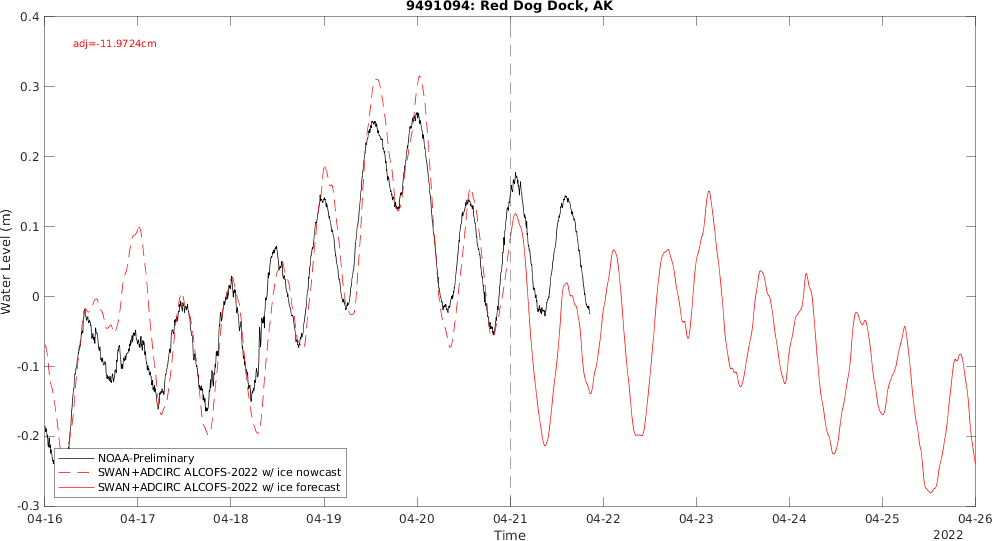 9491094: Red Dog Dock, AK
adj=-11.9724cm
Water Level (m)
0.4
0.3
0.2
0.1
0
-0.1
-0.2
-0.3
NOAA-Preliminary
SWAN+ADCIRC ALCOFS-2022 w/ ice nowcast
SWAN+ADCIRC ALCOFS-2022 w/ ice forecast
04-16 04-17 04-18 04-19 04-20 04-21 04-22 04-23 04-24 04-25 04-26
Time
2022